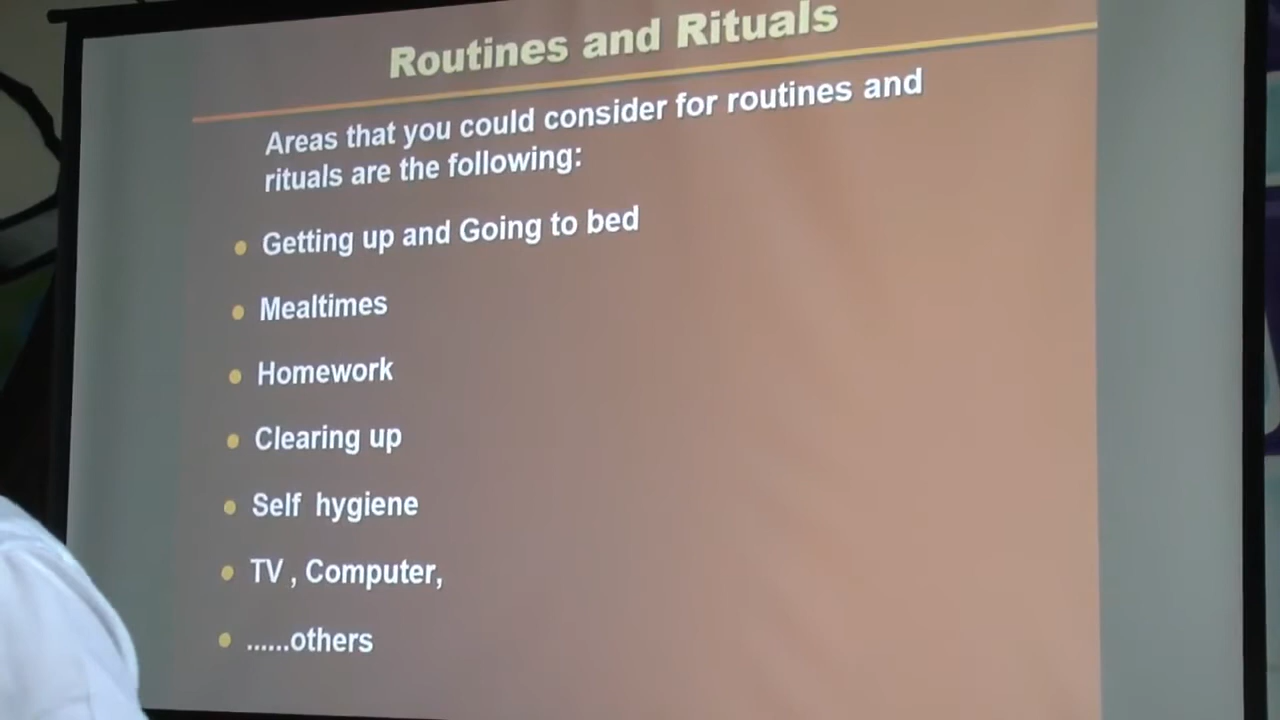 Routines and Rituals
Areas that you could consider for routines and
rituals are the following:
Getting up and Going to bed
Mealtimes
Homework
Clearing up
Self hygiene
TV , Computer,
......others